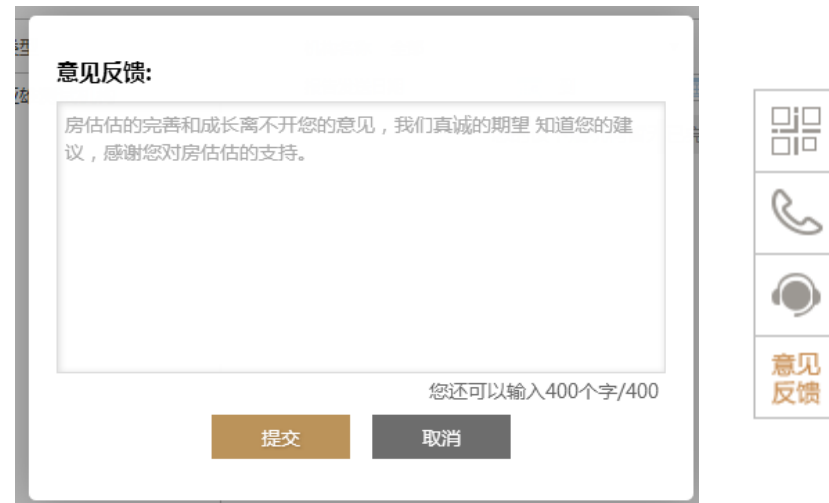 意见反馈:
房估估的完善和成长离不开您的意见，我们真诚的期望 知道您的建
议，感谢您对房估估的支持。
您还可以输入400个字/400
提交
取消
意见
反馈